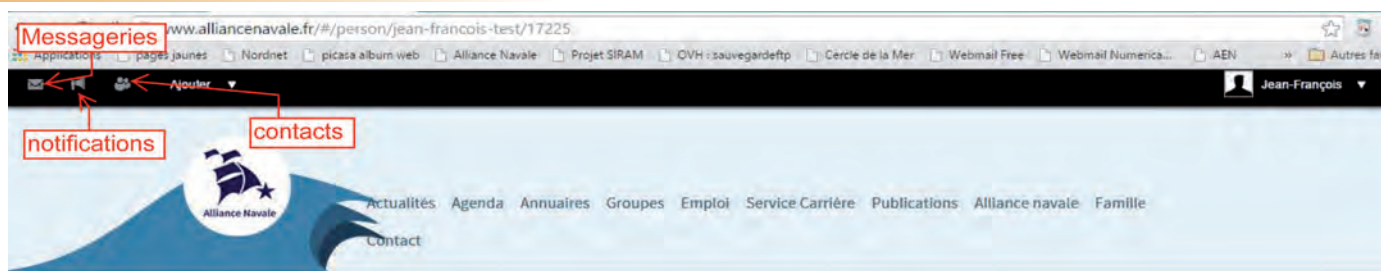 Messageries
www.alliancenavale.fr/#/person/jean-francois-test/17225
Applications pages jaunes Nordnet picasa album web Alliance Navale Projet SIRAM OVH : sauvegardeftp Cercle de la Mer Webmail Free Webmail Numerica... AEN » Autres fa
Ajouter ▼ Jean-François ▼
notifications contacts
Alliance Navale
Actualités Agenda Annuaires Groupes Emploi Service Carrière Publications Alliance navale Famille
Contact